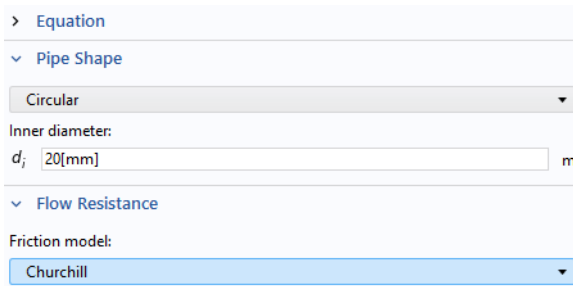 Equation
Pipe Shape
Circular
Inner diameter:
di 20[mm] m
Flow Resistance
Friction model:
Churchill